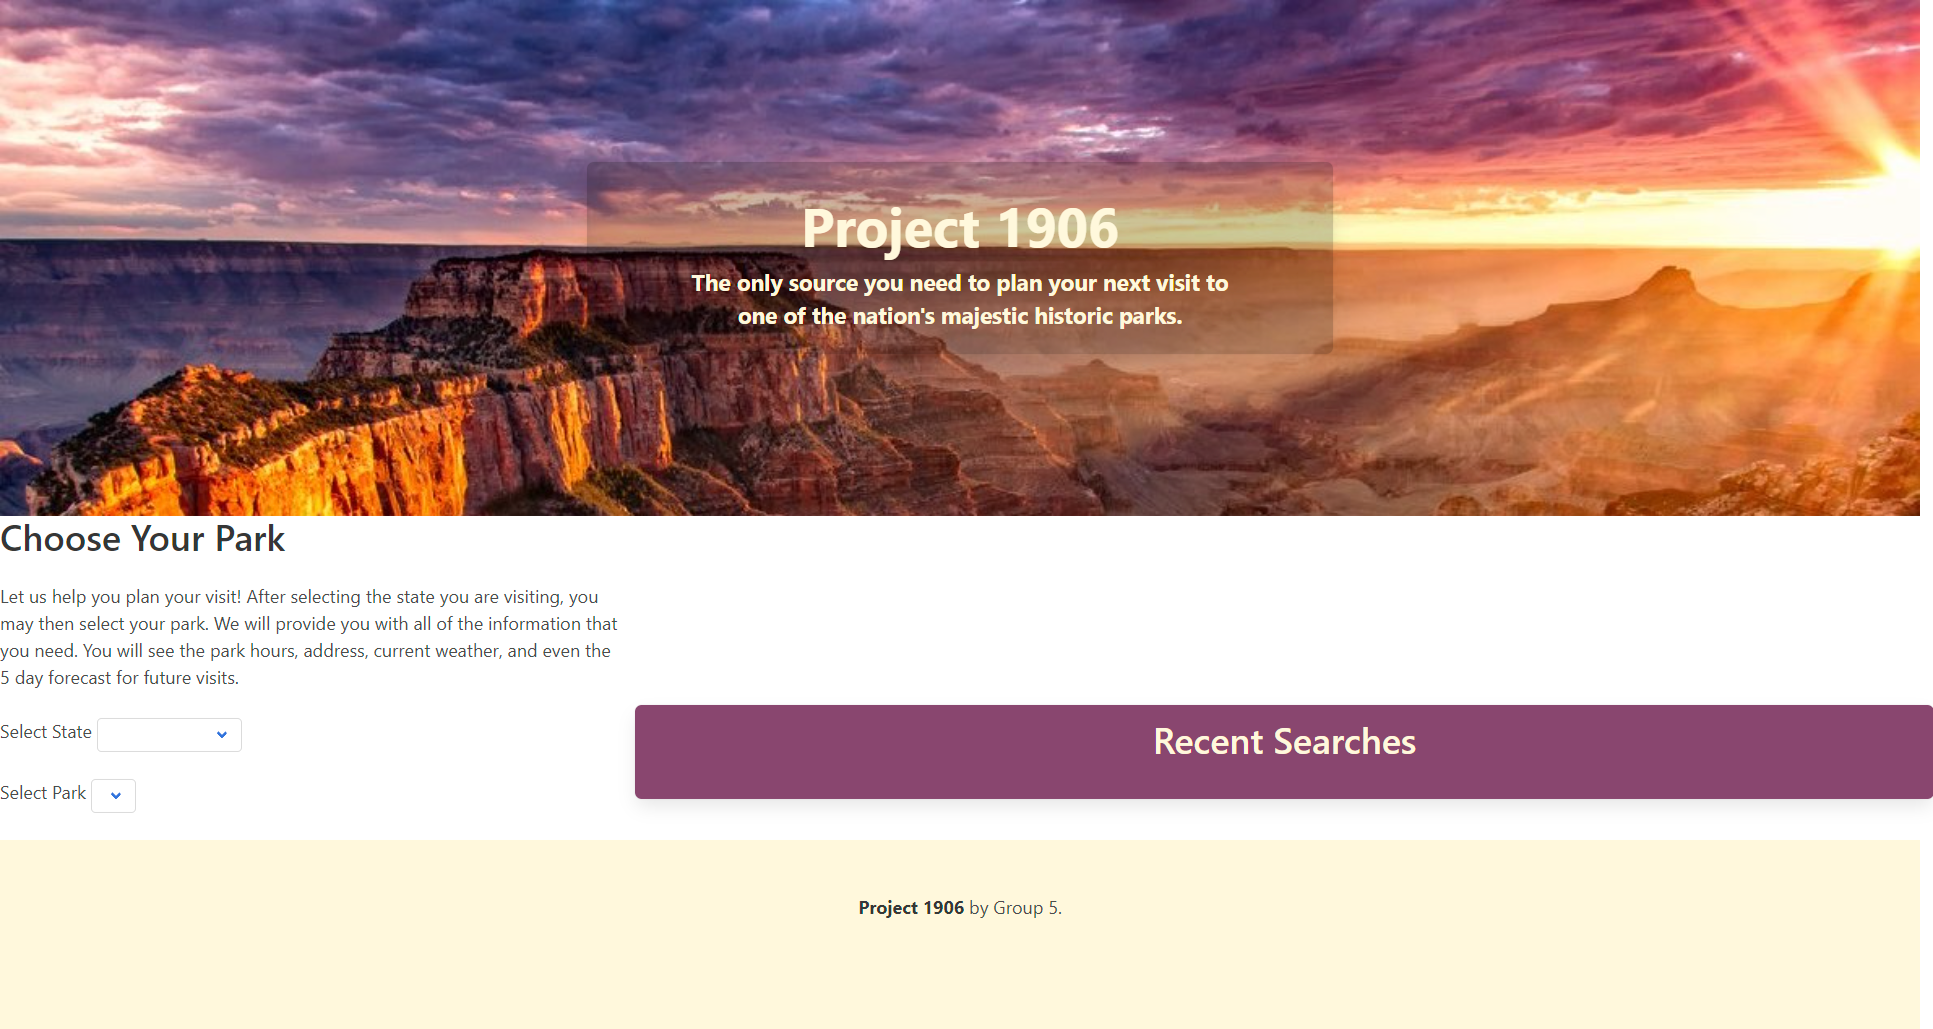 Project 1906
The only source you need to plan your next visit to
one of the nation's majestic historic parks.
Choose Your Park
Let us help you plan your visit! After selecting the state you are visiting, you
may then select your park. We will provide you with all of the information that
you need. You will see the park hours, address, current weather, and even the
5 day forecast for future visits.
Select State
Select Park
Recent Searches
Project 1906 by Group 5.